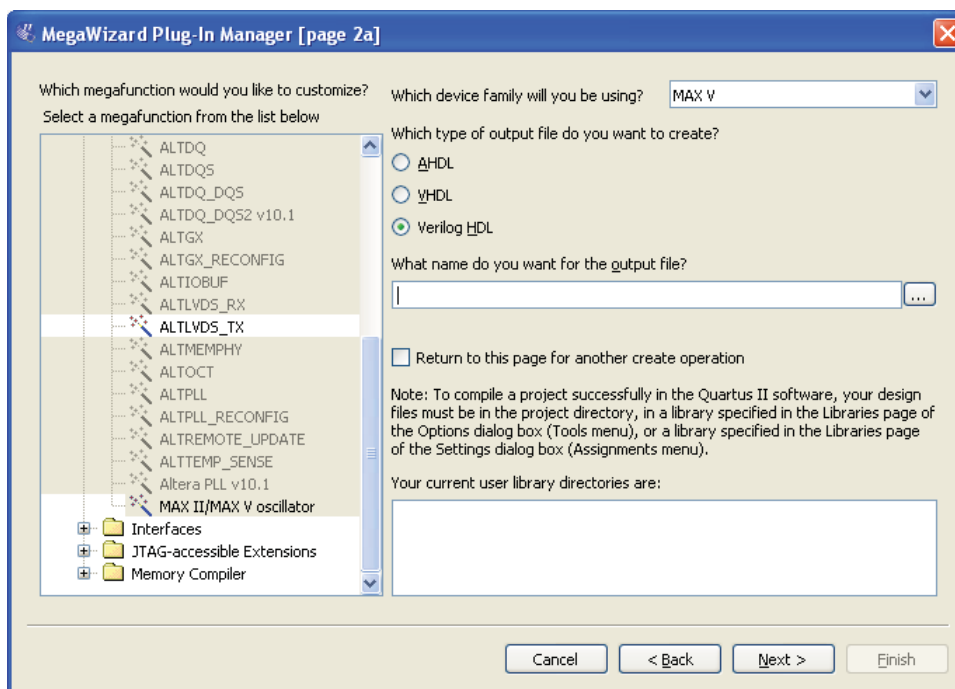 MegaWizard Plug-In Manager [page 2a]
Which megafunction would you like to customize?
Select a megafunction from the list below
ALTDQ
ALTDQS
ALTDQ_DQS
ALTDQ_DQS2 v10.1
ALTGX
ALTGX_RECONFIG
ALTIOBUF
ALTLVDS_RX
ALTLVDS_TX
ALTMEMPHY
ALTOCT
ALTPLL
ALTPLL_RECONFIG
ALTREMOTE_UPDATE
ALTTEMP_SENSE
Altera PLL v10.1
MAX II/MAX V oscillator
Interfaces
JTAG-accessible Extensions
Memory Compiler
Which device family will you be using?
MAX V
Which type of output file do you want to create?
AHDL
VHDL
Verilog HDL
What name do you want for the output file?
...
Return to this page for another create operation
Note: To compile a project successfully in the Quartus II software, your design
files must be in the project directory, in a library specified in the Libraries page of
the Options dialog box (Tools menu), or a library specified in the Libraries page
of the Settings dialog box (Assignments menu).
Your current user library directories are:
Cancel
< Back
Next >
Finish